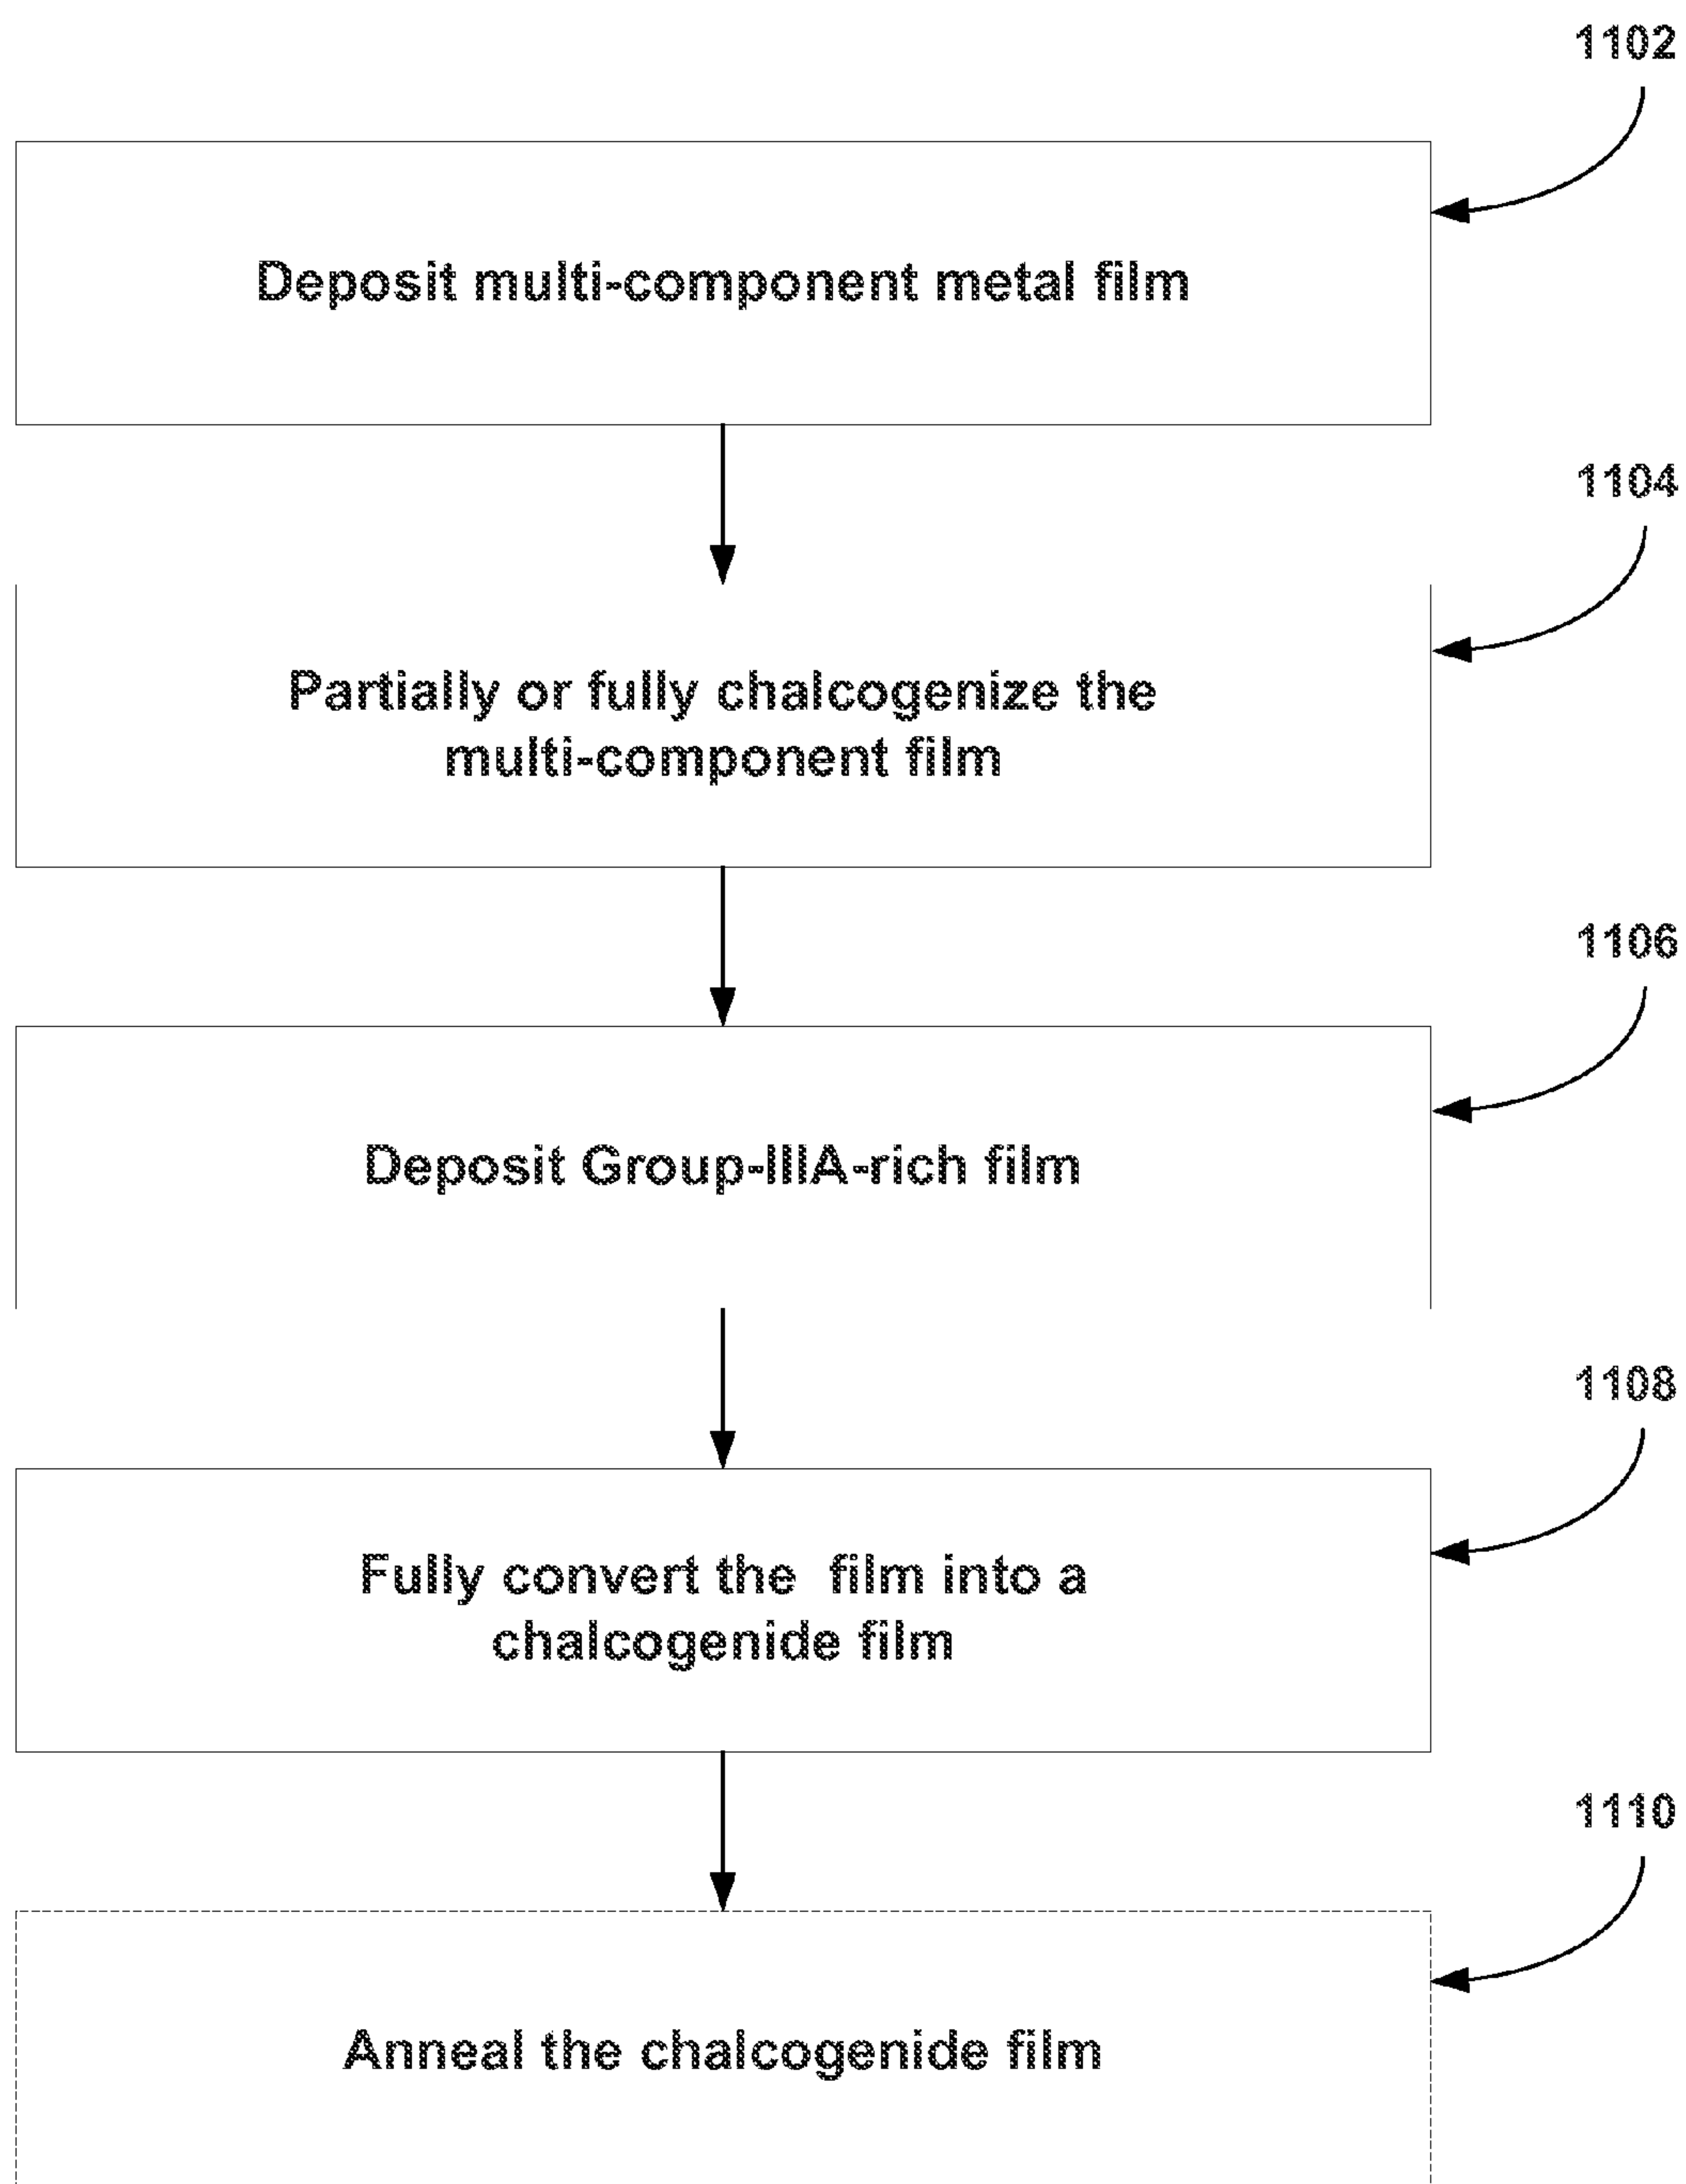 1102
Deposit multi-component metal film
1104
Partially or fully chalcogenize the
multi-component film
1106
Deposit Group-IIIA-rich film
1108
Fully convert the film into a
chalcogenide film
1110
Anneal the chalcogenide film